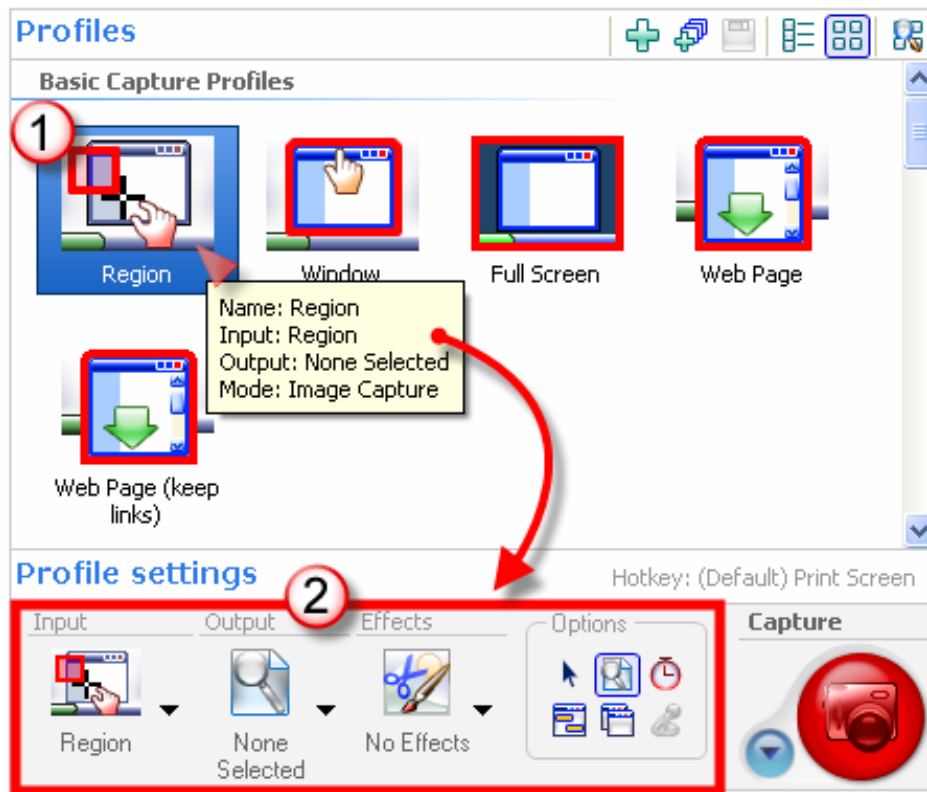 Profiles
Basic Capture Profiles
1
Region
Window
Full Screen
Web Page
Name: Region
Input: Region
Output: None Selected
Mode: Image Capture
Web Page (keep
links)
Profile settings
Hotkey: (Default) Print Screen
2
Input
Output
Effects
Options
Capture
Region
None
Selected
No Effects